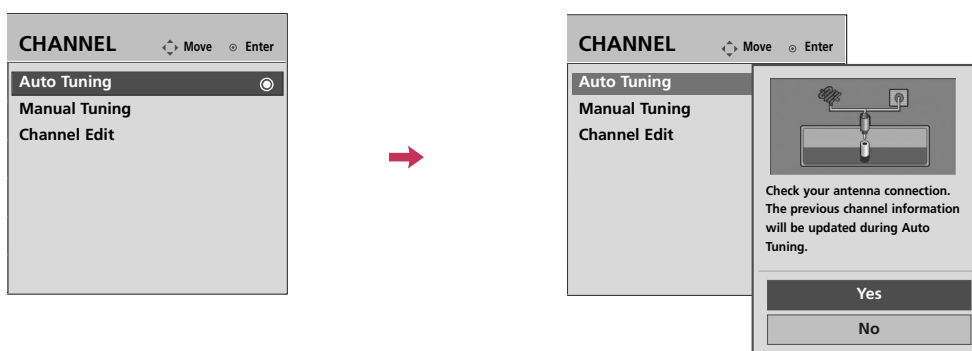 CHANNEL Move Enter
Auto Tuning
Manual Tuning
Channel Edit
CHANNEL Move Enter
Auto Tuning
Manual Tuning
Channel Edit
Check your antenna connection.
The previous channel information
will be updated during Auto
Tuning.
Yes
No